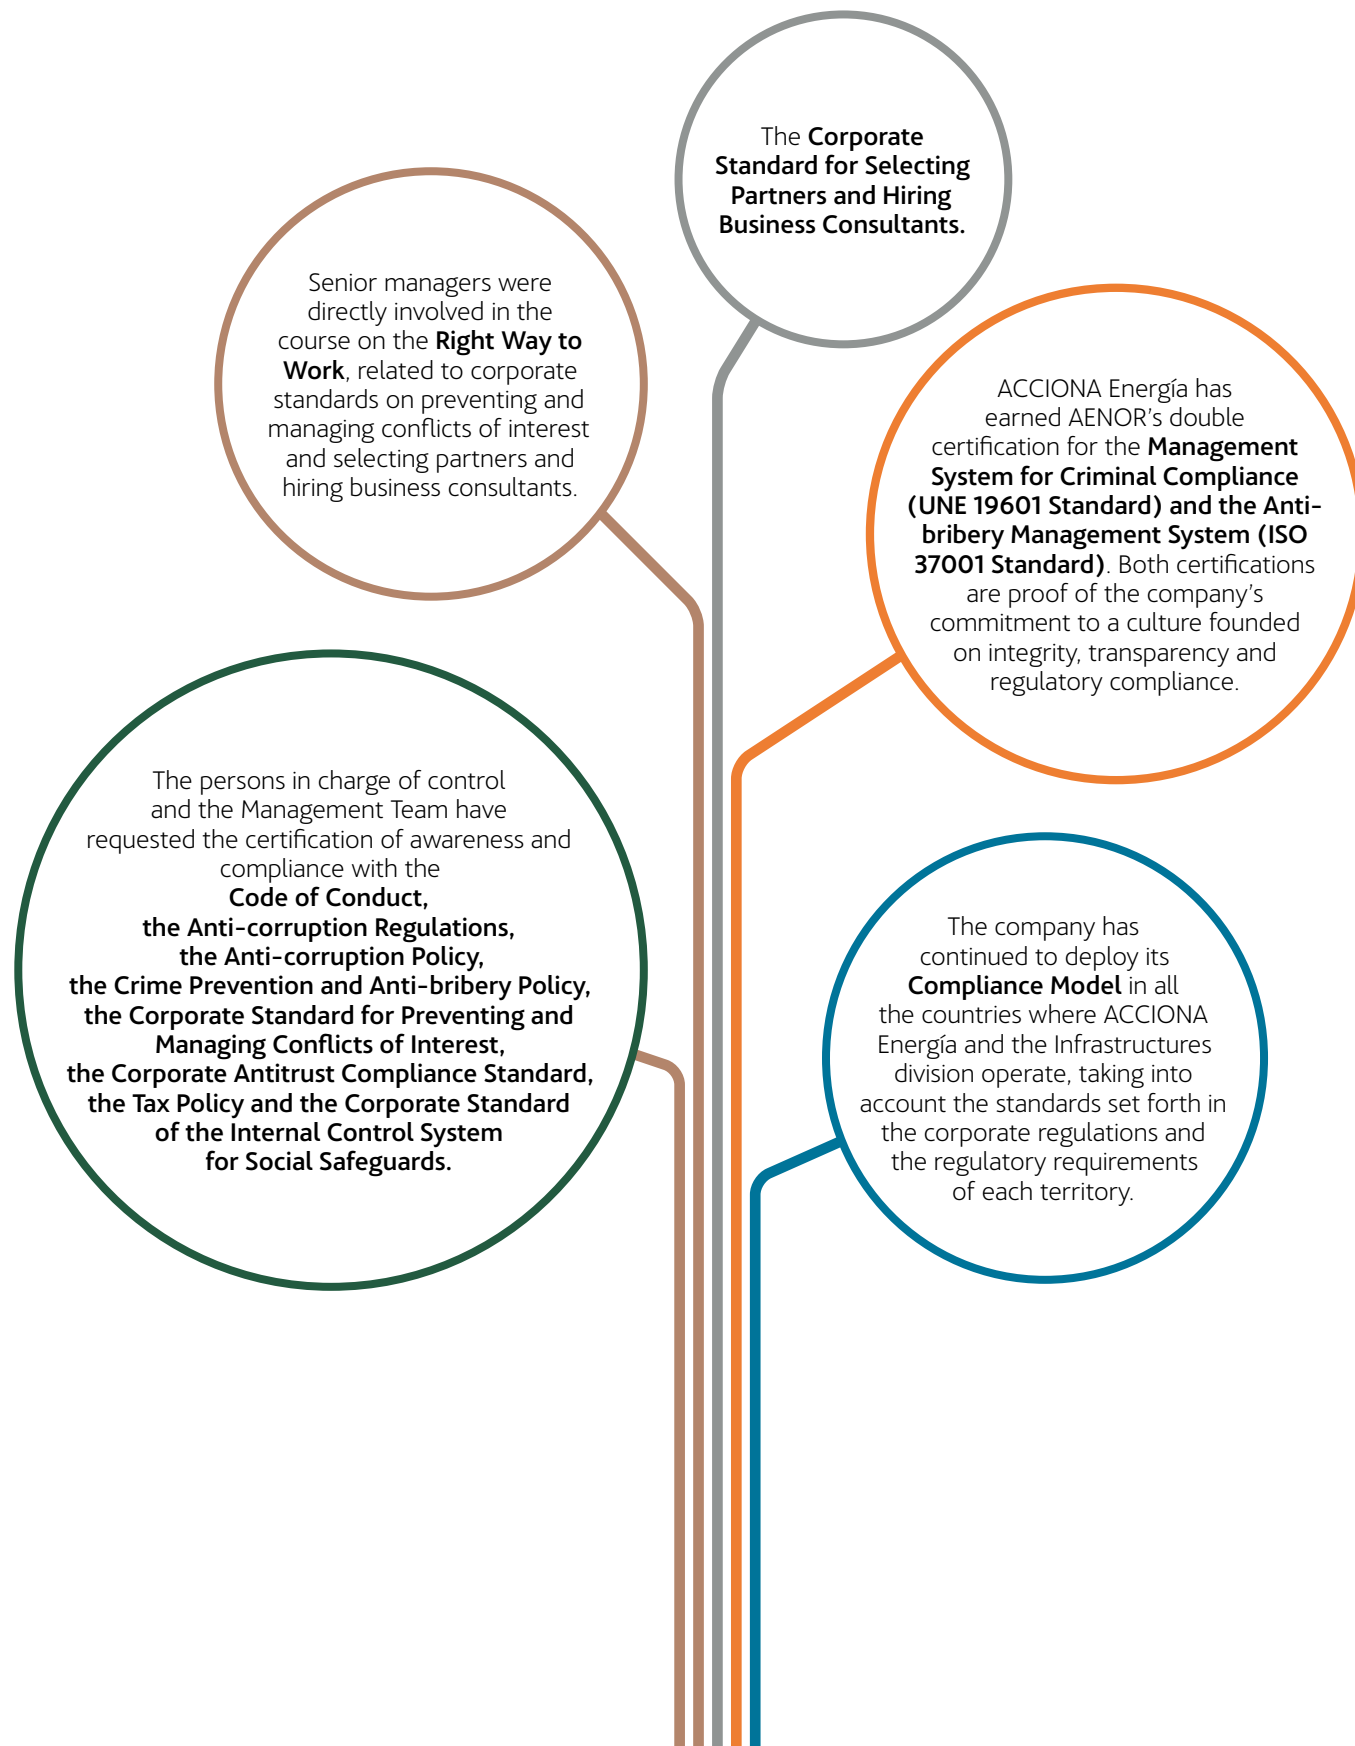 The Corporate
Standard for Selecting
Partners and Hiring
Business Consultants.
Senior managers were
directly involved in the
course on the Right Way to
Work, related to corporate
standards on preventing and
managing conflicts of interest
and selecting partners and
hiring business consultants.
ACCIONA Energía has
earned AENOR’s double
certification for the Management
System for Criminal Compliance
(UNE 19601 Standard) and the Anti-
bribery Management System (ISO
37001 Standard). Both certifications
are proof of the company’s
commitment to a culture founded
on integrity, transparency and
regulatory compliance.
The persons in charge of control
and the Management Team have
requested the certification of awareness and
compliance with the
Code of Conduct,
the Anti-corruption Regulations,
the Anti-corruption Policy,
the Crime Prevention and Anti-bribery Policy,
the Corporate Standard for Preventing and
Managing Conflicts of Interest,
the Corporate Antitrust Compliance Standard,
the Tax Policy and the Corporate Standard
of the Internal Control System
for Social Safeguards.
The company has
continued to deploy its
Compliance Model in all
the countries where ACCIONA
Energía and the Infrastructures
division operate, taking into
account the standards set forth in
the corporate regulations and
the regulatory requirements
of each territory.